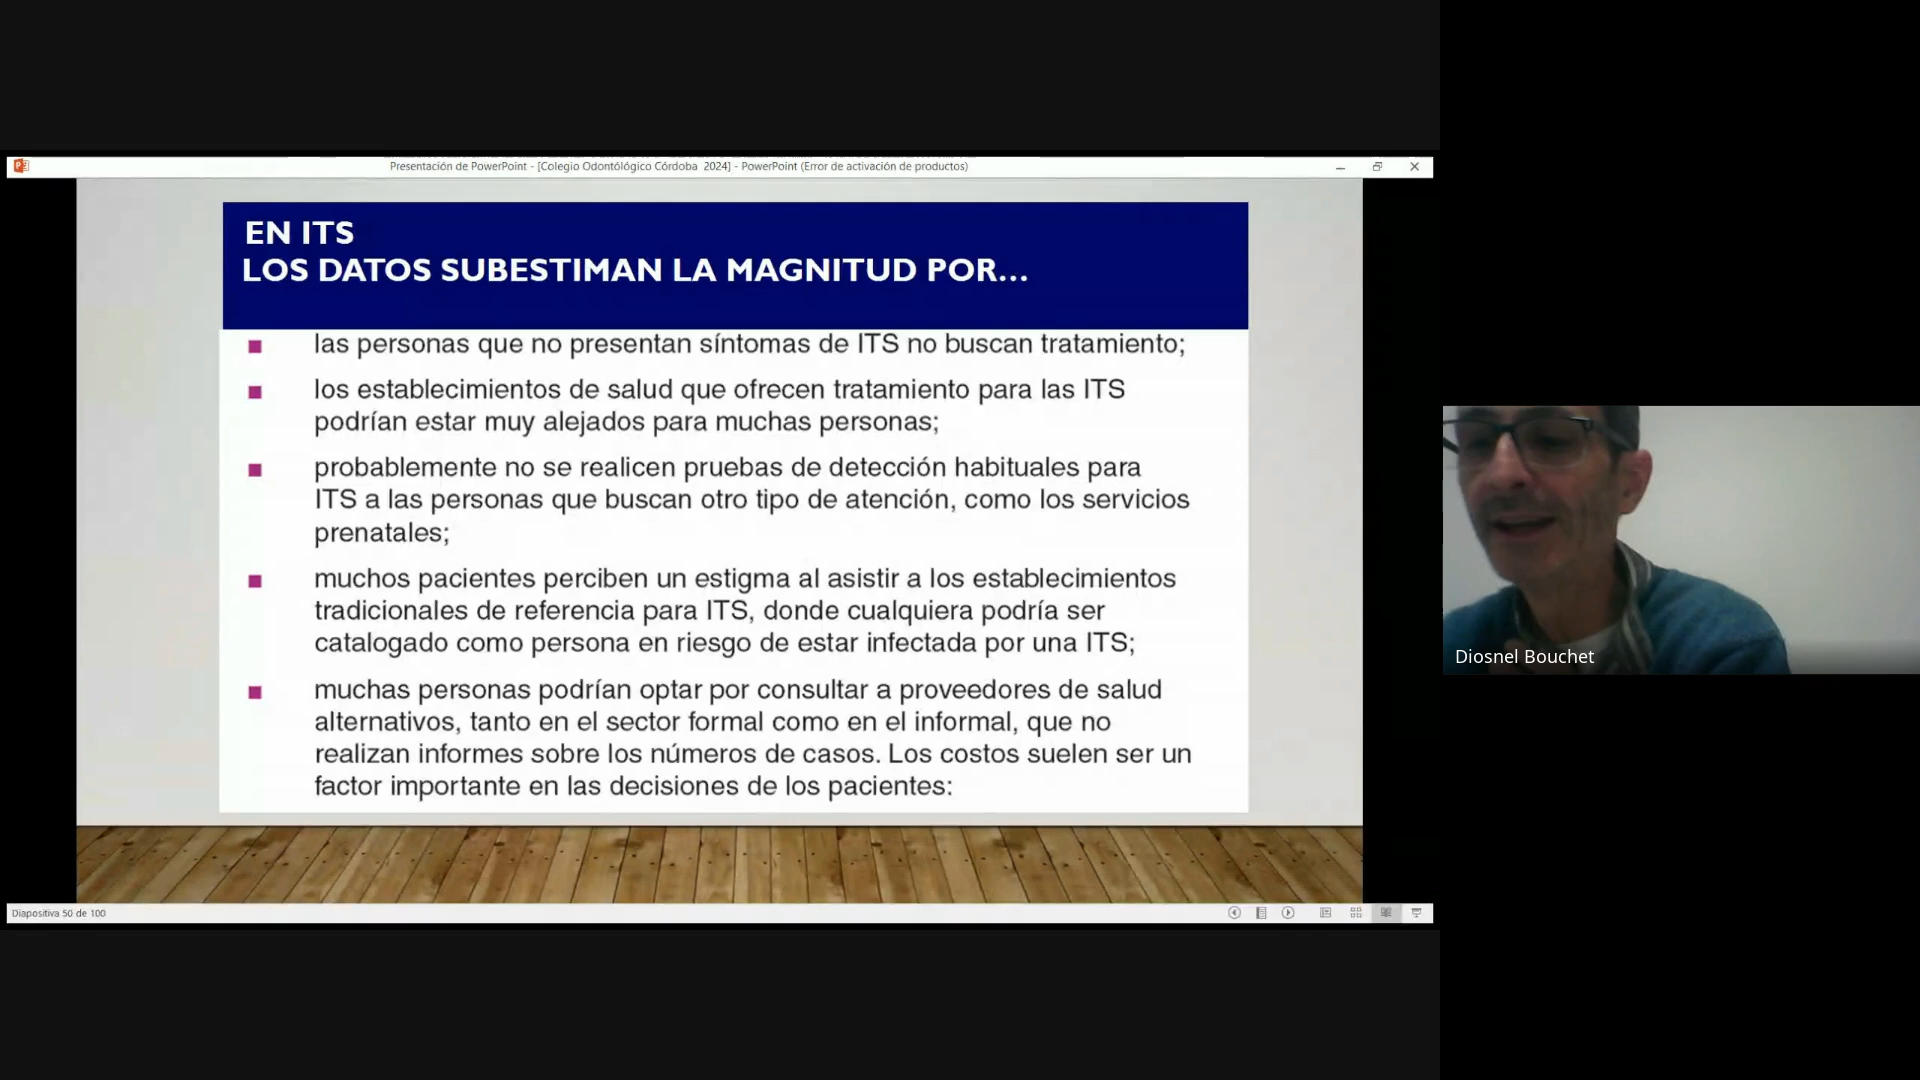 Presentación de PowerPoint - [Colegio Odontólógico Córdoba 2024] - PowerPoint (Error de activación de productos)
EN ITS
LOS DATOS SUBESTIMAN LA MAGNITUD POR...
las personas que no presentan síntomas de ITS no buscan tratamiento;
los establecimientos de salud que ofrecen tratamiento para las ITS
podrían estar muy alejados para muchas personas;
probablemente no se realicen pruebas de detección habituales para
ITS a las personas que buscan otro tipo de atención, como los servicios
prenatales;
muchos pacientes perciben un estigma al asistir a los establecimientos
tradicionales de referencia para ITS, donde cualquiera podría ser
catalogado como persona en riesgo de estar infectada por una ITS;
muchas personas podrían optar por consultar a proveedores de salud
alternativos, tanto en el sector formal como en el informal, que no
realizan informes sobre los números de casos. Los costos suelen ser un
factor importante en las decisiones de los pacientes:
Diapositiva 50 de 100
Diosnel Bouchet